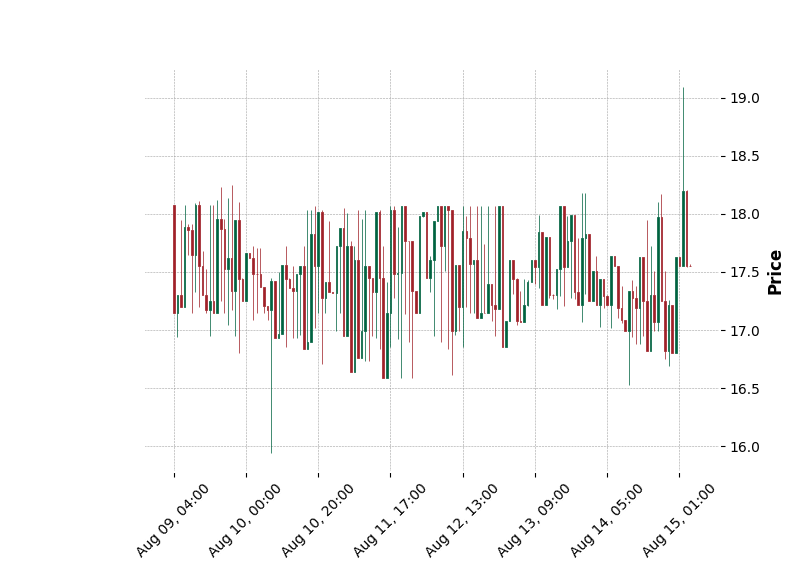 19.0
18.5
18.0
17.5
17.0
16.5
16.0
Price
Aug 09, 04:00
Aug 10, 00:00
Aug 10, 20:00
Aug 11, 17:00
Aug 12, 13:00
Aug 13, 09:00
Aug 14, 05:00
Aug 15, 01:00